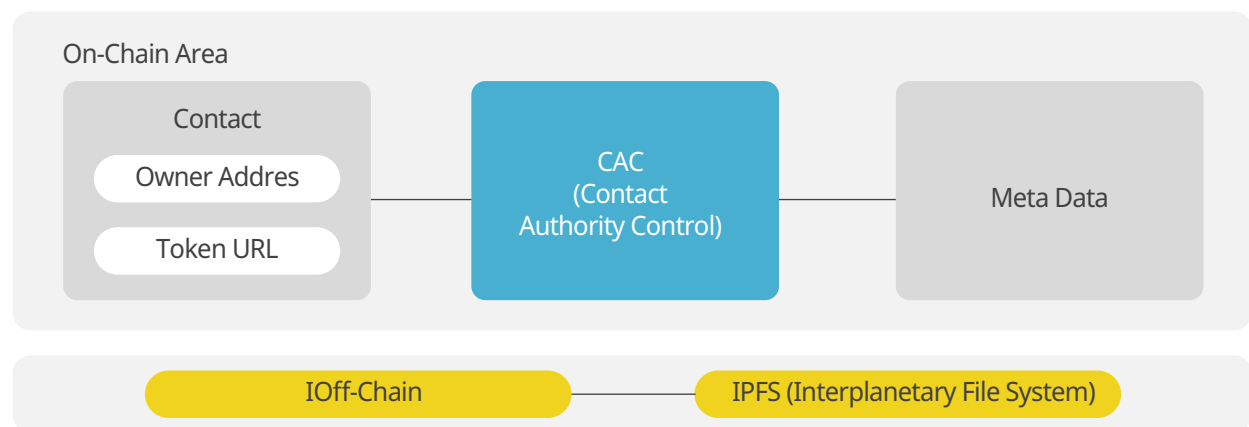 On-Chain Area
Contact
Owner Addres
Token URL
CAC
(Contact
Authority Control)
Meta Data
IOff-Chain
IPFS (Interplanetary File System)